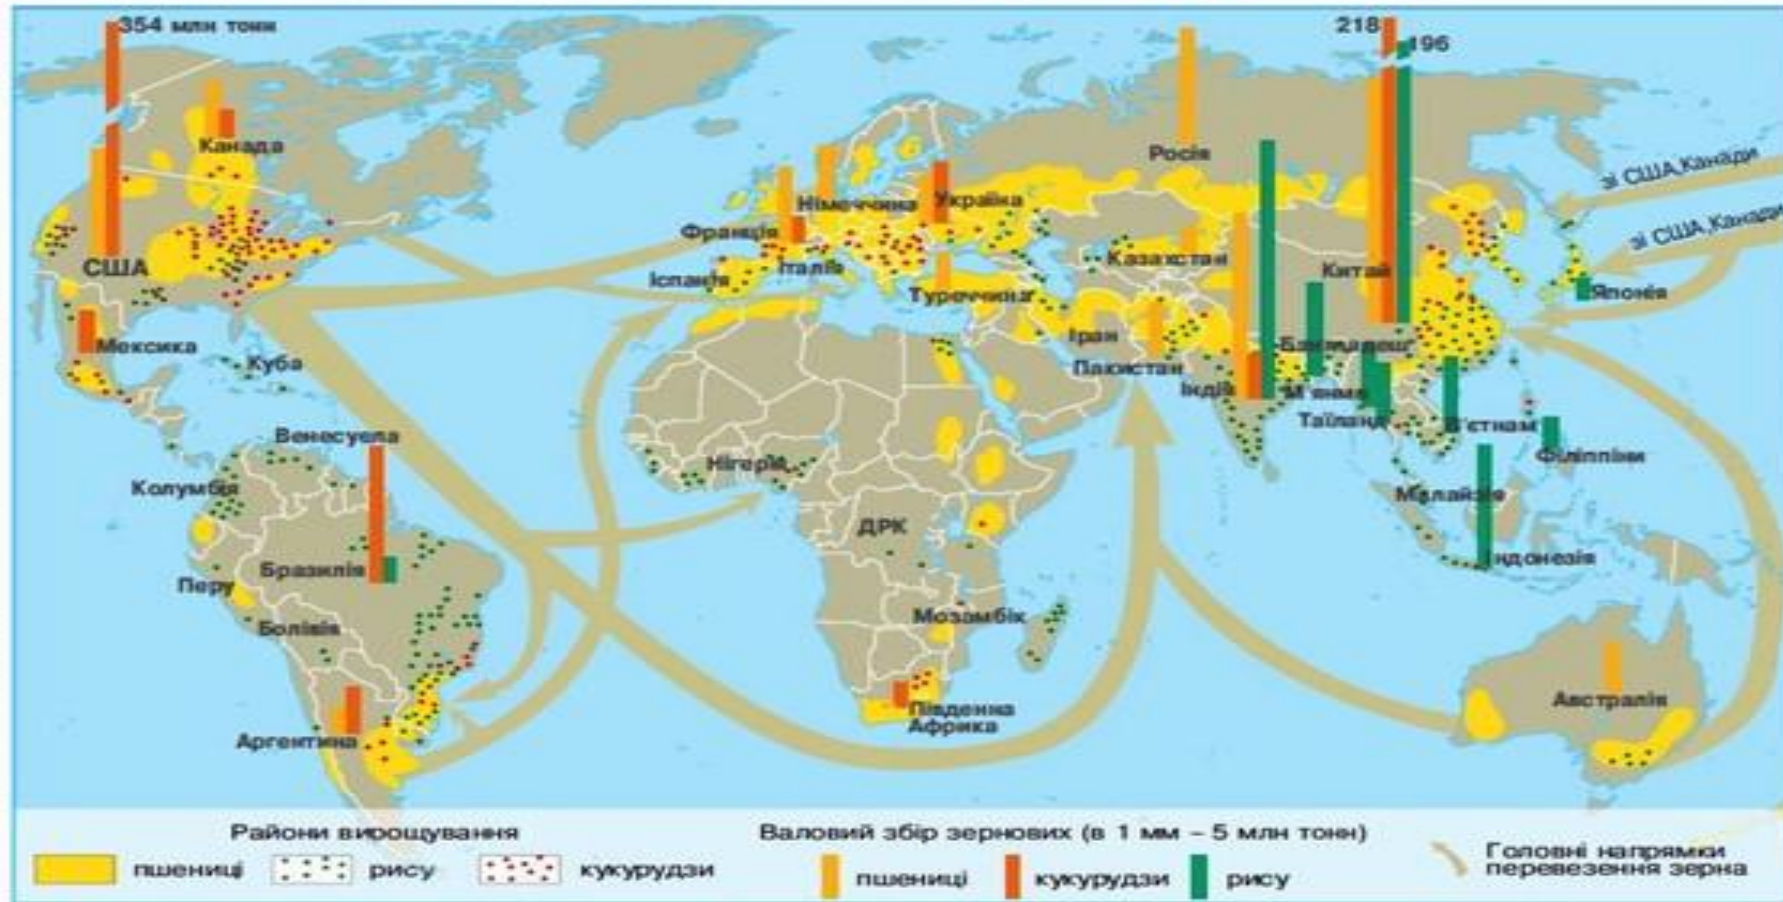 354 млн тонн
218
196
Канада
Росія
зі США,Канади
Німеччина
Україна
Франція
зі США,Канади
США
Іспанія
Італія
Казахстан
Китай
Туреччина
Японія
Мексика
Куба
Іран
Бангладеш
Пакистан
Індія
М'янма
Таїланд
В'єтнам
Філіппіни
Венесуела
Колумбія
Нігерія
Малайзія
ДРК
Бразилія
Індонезія
Перу
Болівія
Мозамбік
Австралія
Південна
Африка
Аргентина
Райони вирощування
пшениці
рису
кукурудзи
Валовий збір зернових (в 1 мм – 5 млн тонн)
пшениці
кукурудзи
рису
Головні напрямки
перевезення зерна